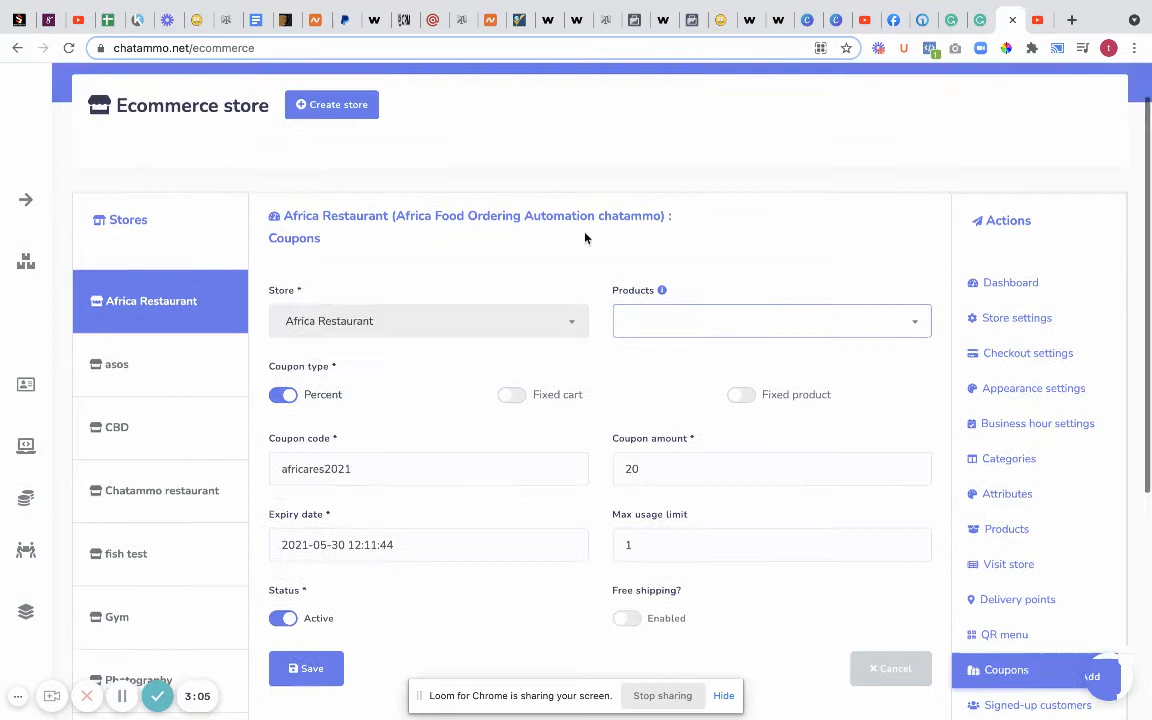 chatammo.net/ecommerce
1
t
Ecommerce store
Create store
Stores
Africa Restaurant
asos
CBD
Chatammo restaurant
fish test
Gym
Photography
Africa Restaurant (Africa Food Ordering Automation chatammo) :
Coupons
Store *
Products
Africa Restaurant
Coupon type *
Percent
Fixed cart
Fixed product
Coupon code *
Coupon amount *
africares2021
20
Expiry date *
Max usage limit
2021-05-30 12:11:44
1
Status *
Free shipping?
Active
Enabled
Save
Cancel
Actions
Dashboard
Store settings
Checkout settings
Appearance settings
Business hour settings
Categories
Attributes
Products
Visit store
Delivery points
QR menu
Coupons
Add
Signed-up customers
3:05
Loom for Chrome is sharing your screen.
Stop sharing
Hide